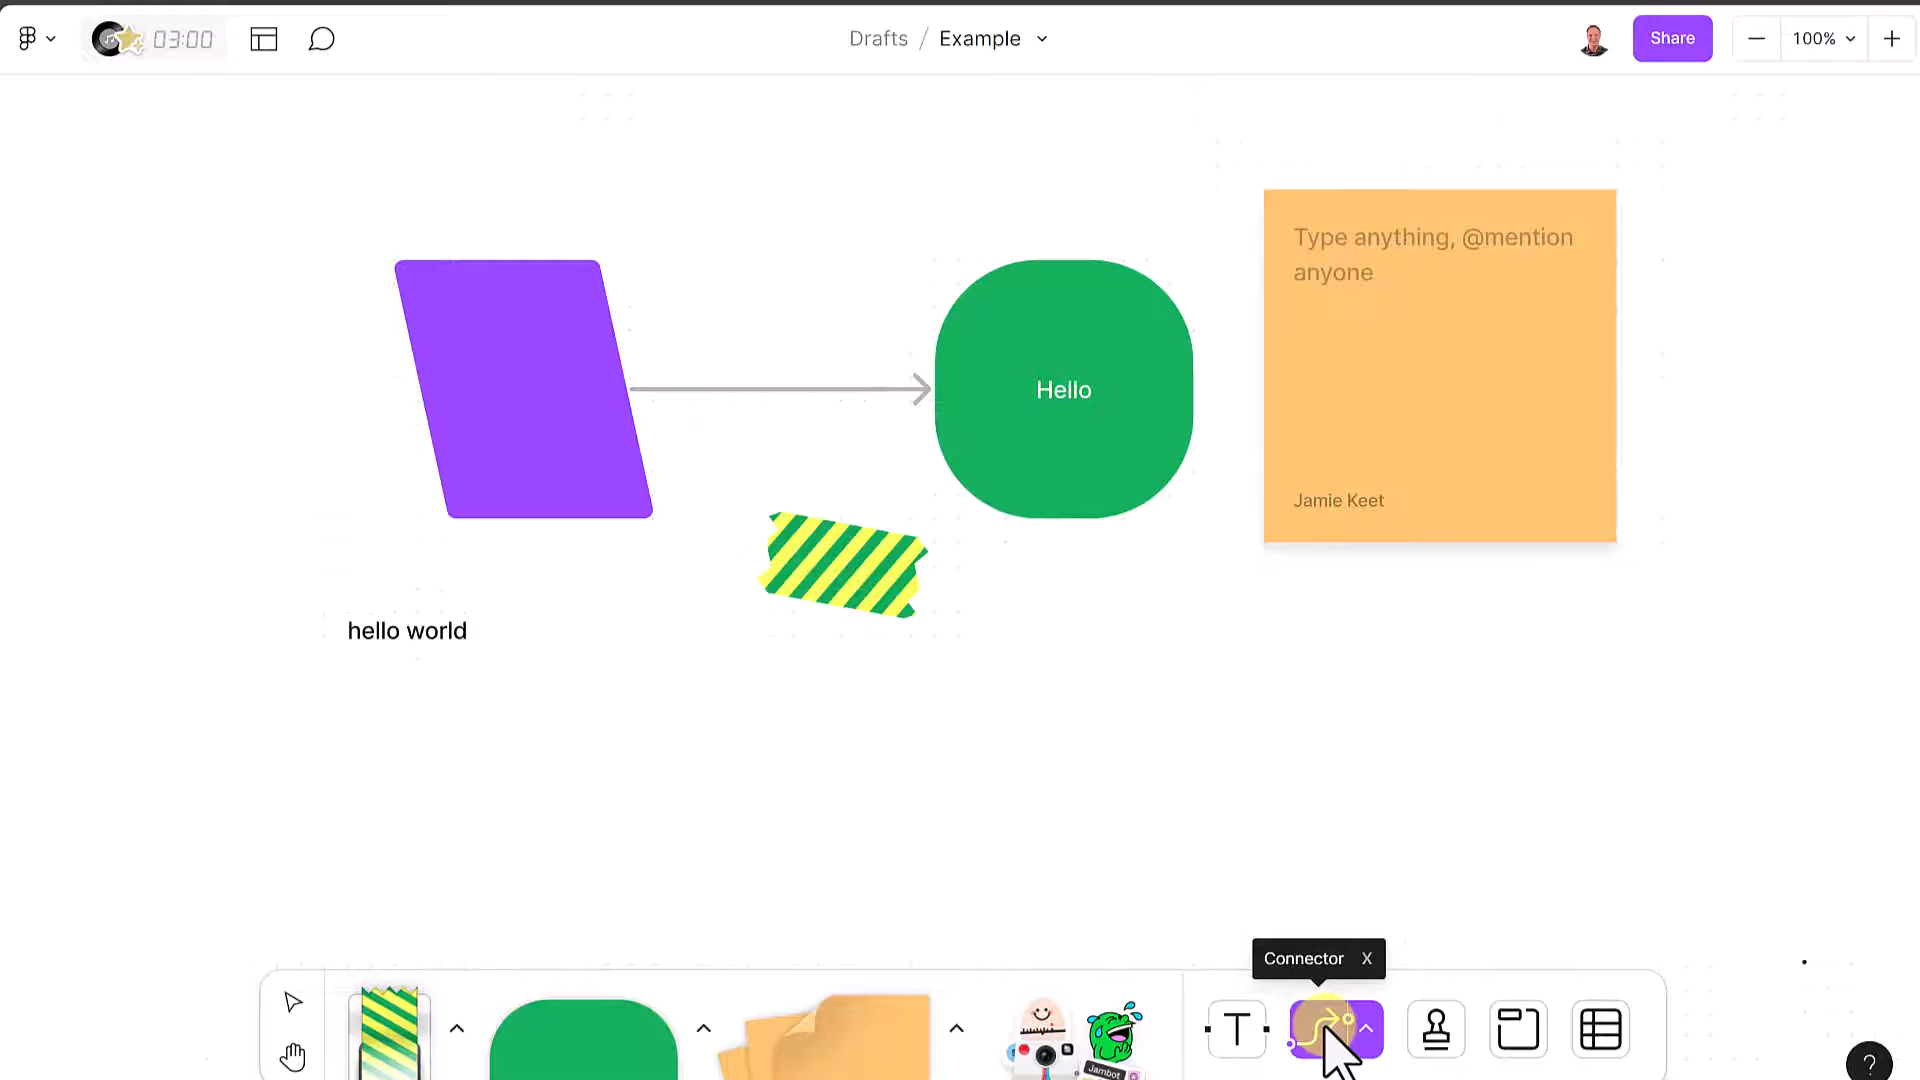 03:00
Drafts / Example
Share
100%
Type anything, @mention
anyone
Hello
Jamie Keet
hello world
Connector X
T
Jambot
?